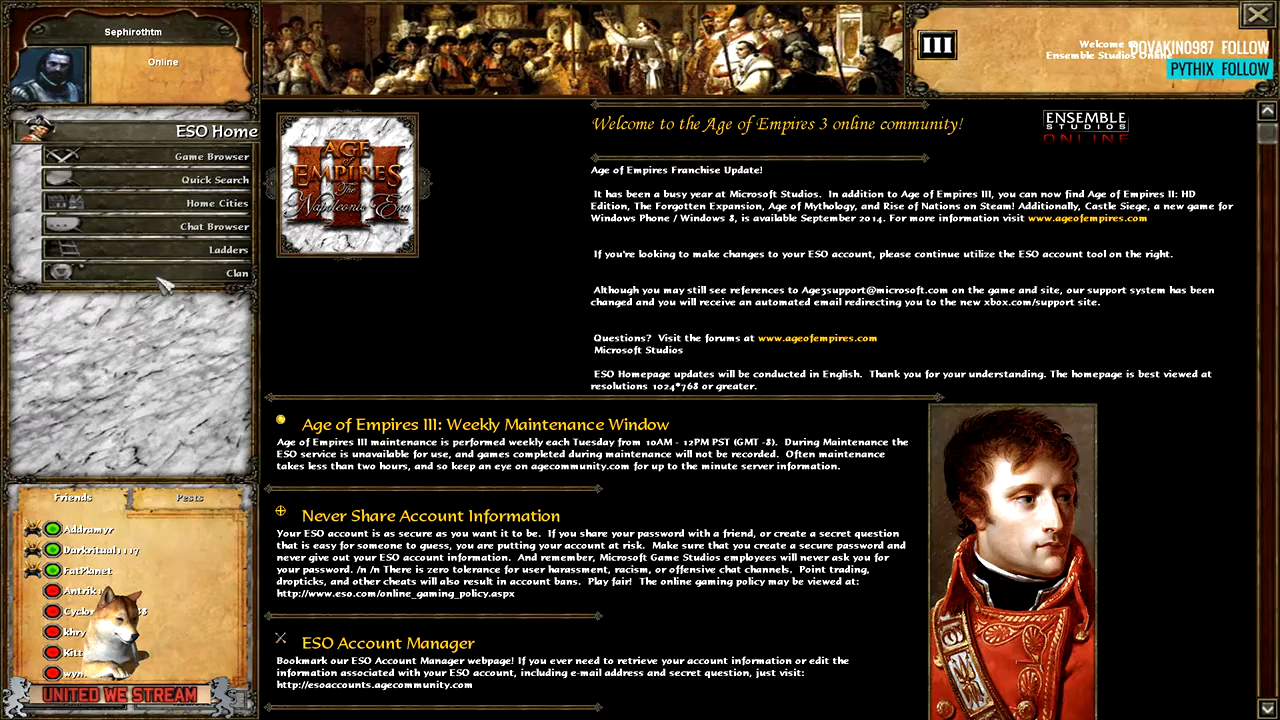 Sephirothtm
Online
III
Welcome
Ensemble Studios Online
DOVAKIN0987 FOLLOW
PYTHIX FOLLOW
ESO Home
Game Browser
Quick Search
Home Cities
Chat Browser
Ladders
Clan
AGE
of
EMPIRES
III
The
Napoleonic Era
Welcome to the Age of Empires 3 online community!
ENSEMBLE
STUDIOS
ONLINE
Age of Empires Franchise Update!
It has been a busy year at Microsoft Studios. In addition to Age of Empires III, you can now find Age of Empires II: HD
Edition, The Forgotten Expansion, Age of Mythology, and Rise of Nations on Steam! Additionally, Castle Siege, a new game for
Windows Phone / Windows 8, is available September 2014. For more information visit www.ageofempires.com
If you're looking to make changes to your ESO account, please continue utilize the ESO account tool on the right.
Although you may still see references to Age3support@microsoft.com on the game and site, our support system has been
changed and you will receive an automated email redirecting you to the new xbox.com/support site.
Questions? Visit the forums at www.ageofempires.com
Microsoft Studios
ESO Homepage updates will be conducted in English. Thank you for your understanding. The homepage is best viewed at
resolutions 1024*768 or greater.
Age of Empires III: Weekly Maintenance Window
Age of Empires III maintenance is performed weekly each Tuesday from 10AM - 12PM PST (GMT -8). During Maintenance the
ESO service is unavailable for use, and games completed during maintenance will not be recorded. Often maintenance
takes less than two hours, and so keep an eye on agecommunity.com for up to the minute server information.
Never Share Account Information
Your ESO account is as secure as you want it to be. If you share your password with a friend, or create a secret question
that is easy for someone to guess, you are putting your account at risk. Make sure that you create a secure password and
never give out your ESO account information. And remember, Microsoft Game Studios employees will never ask you for
your password. /n /n There is zero tolerance for user harassment, racism, or offensive chat channels. Point trading,
dropticks, and other cheats will also result in account bans. Play fair! The online gaming policy may be viewed at:
http://www.eso.com/online_gaming_policy.aspx
ESO Account Manager
Bookmark our ESO Account Manager webpage! If you ever need to retrieve your account information or edit the
information associated with your ESO account, including e-mail address and secret question, just visit:
http://esoaccounts.agecommunity.com
Friends
Pests
Addramyr
Darkritual1117
FatPlanet
UNITED WE STREAM